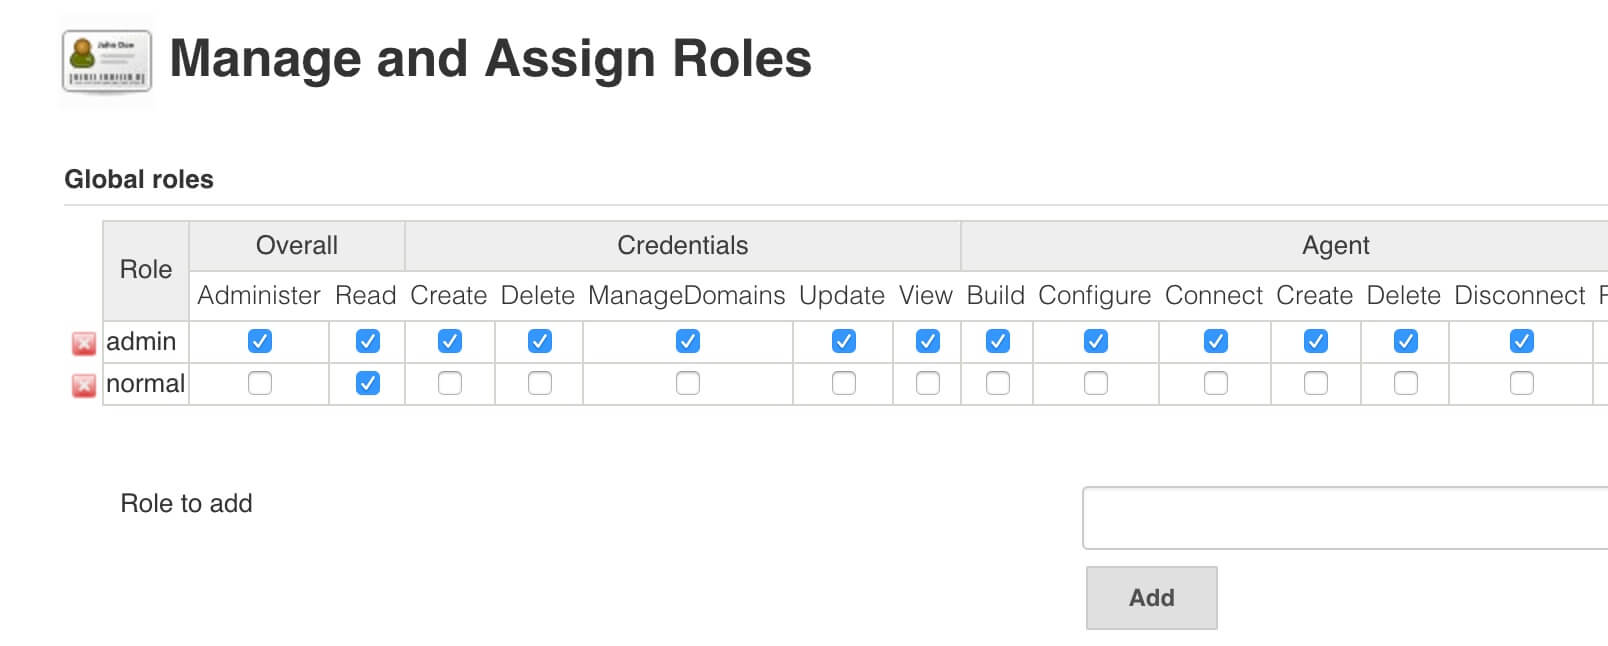 John Doe
Manage and Assign Roles
Global roles
Role Overall Credentials Agent
Administer Read Create Delete ManageDomains Update View Build Configure Connect Create Delete Disconnect
admin
normal
Role to add
Add